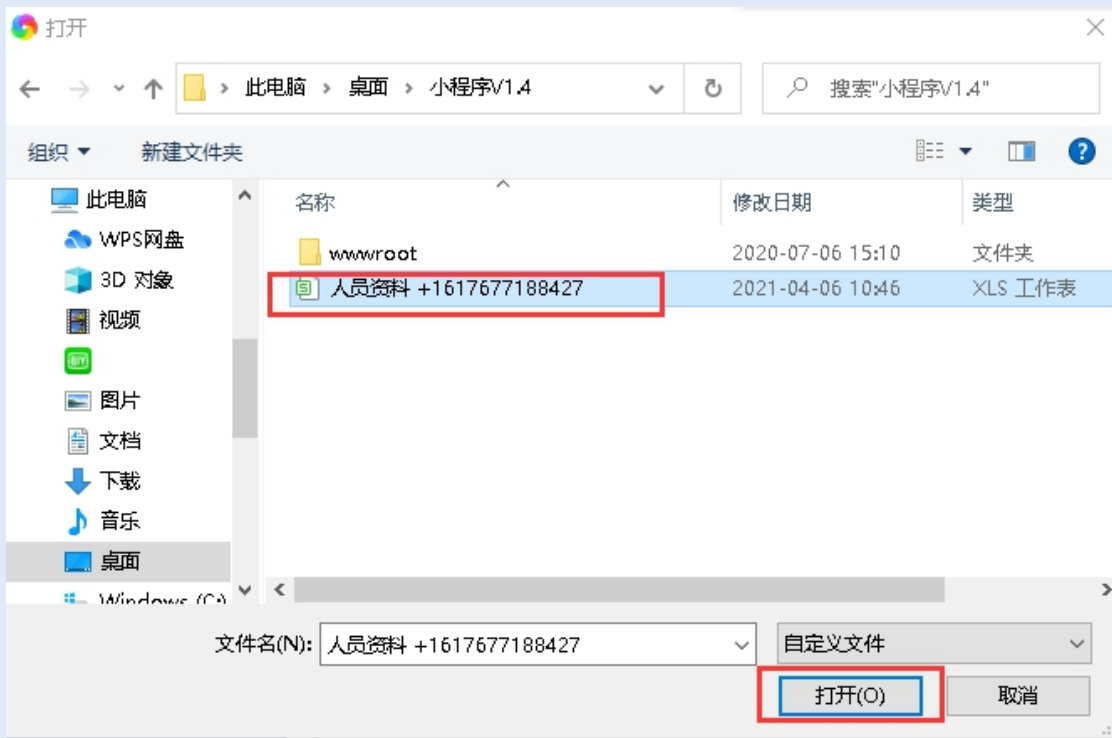 打开
此电脑 桌面 小程序V1.4
搜索"小程序V1.4"
组织 新建文件夹
此电脑
WPS网盘
3D 对象
视频
DIY
图片
文档
下载
音乐
桌面
Windows (C:)
名称 修改日期 类型
wwwroot 2020-07-06 15:10 文件夹
人员资料 +1617677188427 2021-04-06 10:46 XLS 工作表
文件名(N): 人员资料 +1617677188427 自定义文件
打开(O) 取消